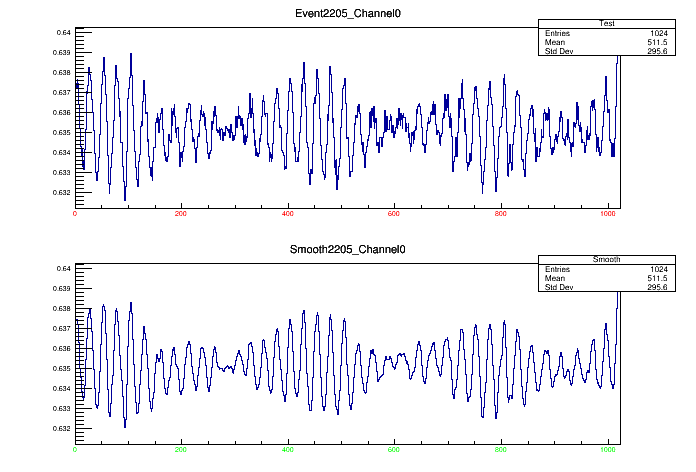 Event2205_Channel0
Test
Entries 1024
Mean 511.5
Std Dev 295.6
0.64
0.639
0.638
0.637
0.636
0.635
0.634
0.633
0.632
0 200 400 600 800 1000
Smooth2205_Channel0
Smooth
Entries 1024
Mean 511.5
Std Dev 295.6
0.64
0.639
0.638
0.637
0.636
0.635
0.634
0.633
0.632
0 200 400 600 800 1000